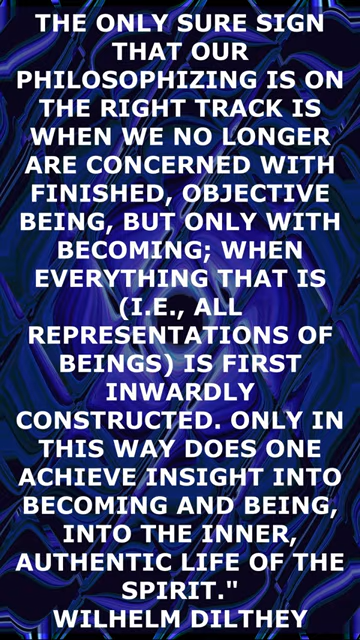 THE ONLY SURE SIGN
THAT OUR
PHILOSOPHIZING IS ON
THE RIGHT TRACK IS
WHEN WE NO LONGER
ARE CONCERNED WITH
FINISHED, OBJECTIVE
BEING, BUT ONLY WITH
BECOMING; WHEN
EVERYTHING THAT IS
(I.E., ALL
REPRESENTATIONS OF
BEINGS) IS FIRST
INWARDLY
CONSTRUCTED. ONLY IN
THIS WAY DOES ONE
ACHIEVE INSIGHT INTO
BECOMING AND BEING,
INTO THE INNER,
AUTHENTIC LIFE OF THE
SPIRIT."
WILHELM DILTHEY